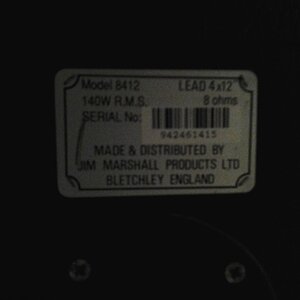 Model 8412 LEAD 4x12"
140W R.M.S. 8 ohms
SERIAL No:
942461415
MADE & DISTRIBUTED BY
JIM MARSHALL PRODUCTS LTD
BLETCHLEY ENGLAND